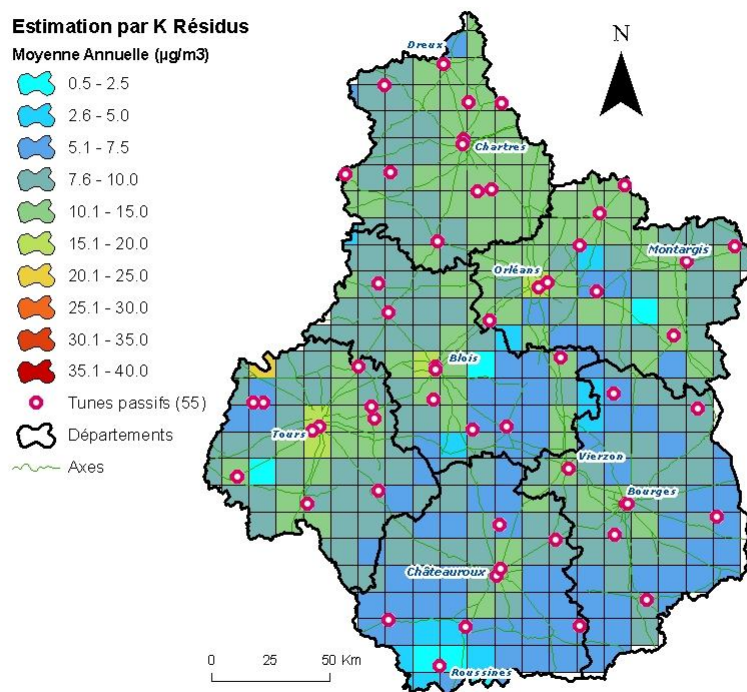 Estimation par K Résidus
Moyenne Annuelle (µg/m3)
0.5 - 2.5
2.6 - 5.0
5.1 - 7.5
7.6 - 10.0
10.1 - 15.0
15.1 - 20.0
20.1 - 25.0
25.1 - 30.0
30.1 - 35.0
35.1 - 40.0
Tunes passifs (55)
Départements
Axes
N
Dreux
Chartres
Montargis
Orléans
Blois
Tours
Vierzon
Bourges
Châteauroux
Roussines
0 25 50 Km